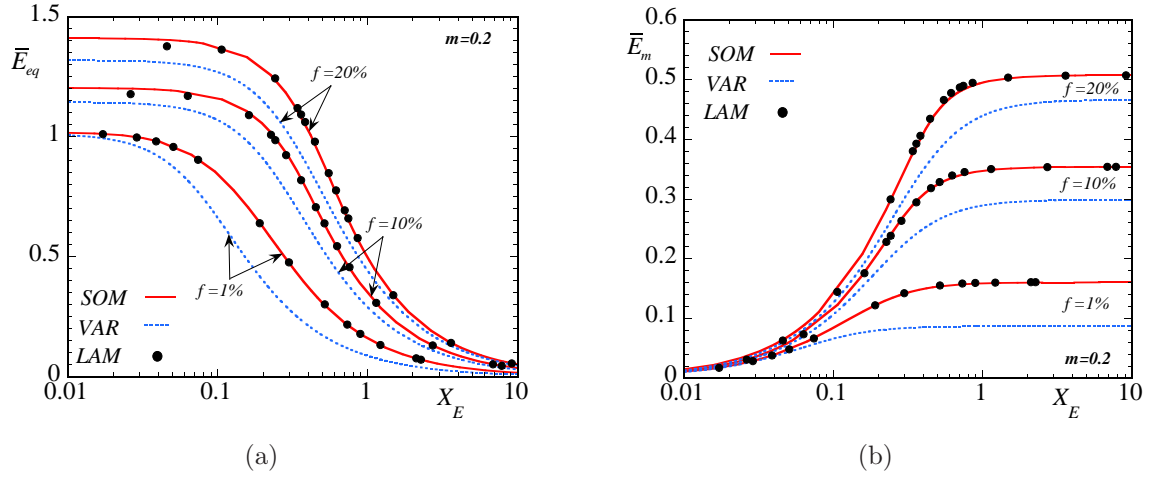 1.5
m=0.2
E̅eq
f=20%
1
0.5
f=10%
f=1%
SOM
VAR
LAM
0
0.01 0.1 1 10
X_E
(a)
0.6
E̅m
SOM
VAR
LAM
0.5
f=20%
0.4
0.3
f=10%
0.2
0.1
f=1%
m=0.2
0
0.01 0.1 1 10
X_E
(b)